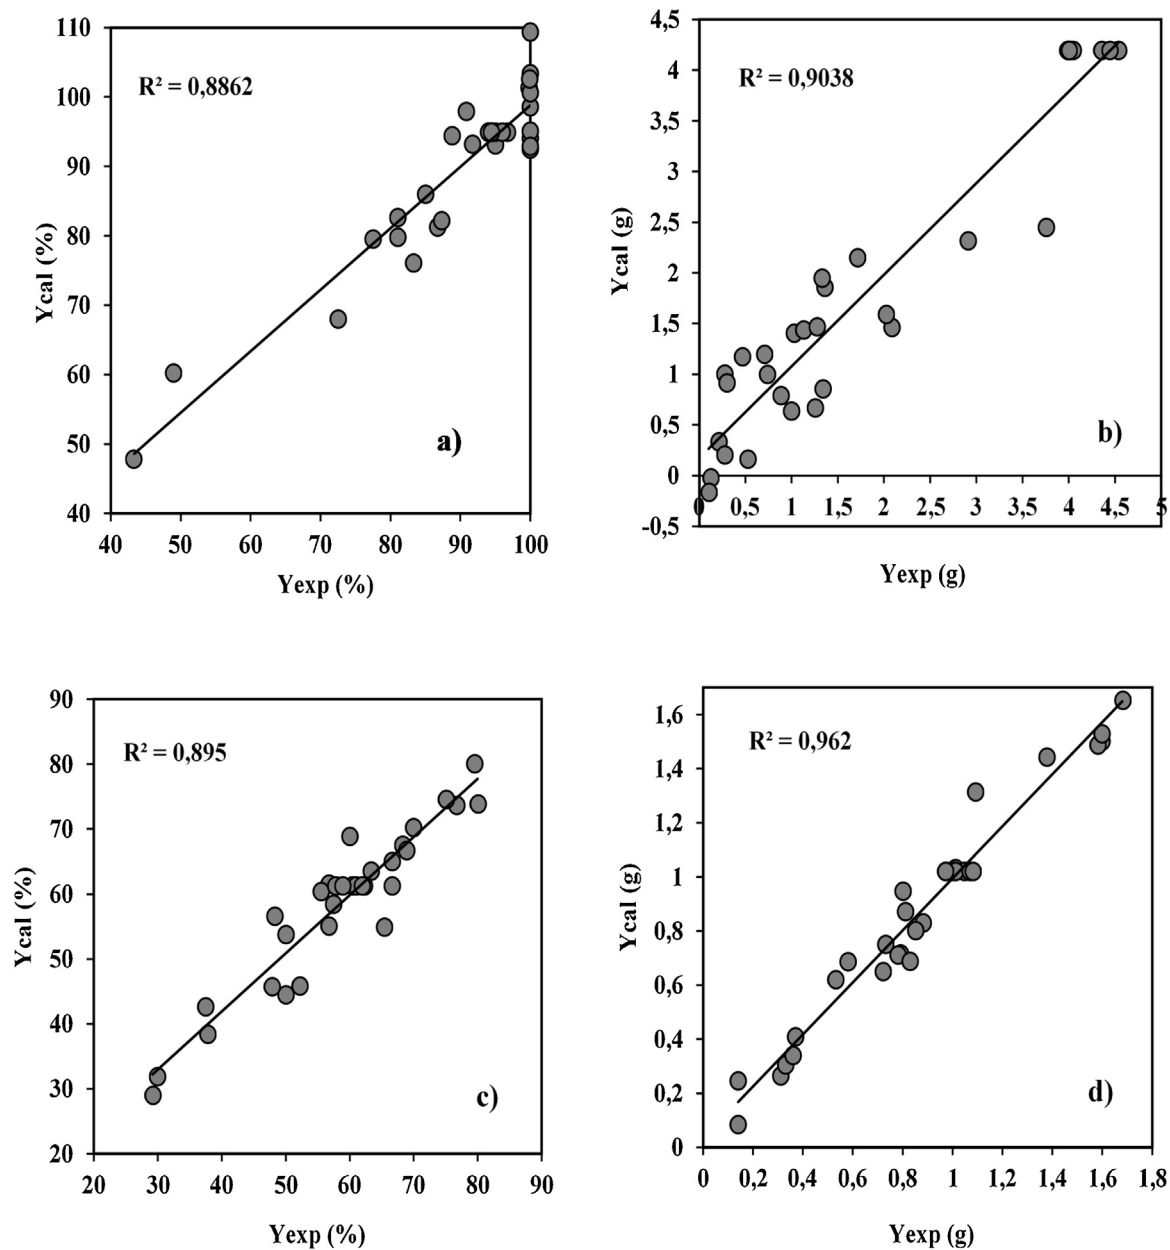 R² = 0,8862
110
100
90
80
70
60
50
40
40 50 60 70 80 90 100
Ycal (%)
Yexp (%)
a)
R² = 0,9038
4,5
4
3,5
3
2,5
2
1,5
1
0,5
0
-0,5
0 0,5 1 1,5 2 2,5 3 3,5 4 4,5 5
Ycal (g)
Yexp (g)
b)
R² = 0,895
90
80
70
60
50
40
30
20
20 30 40 50 60 70 80 90
Ycal (%)
Yexp (%)
c)
R² = 0,962
1,6
1,4
1,2
1
0,8
0,6
0,4
0,2
0
0 0,2 0,4 0,6 0,8 1 1,2 1,4 1,6 1,8
Ycal (g)
Yexp (g)
d)